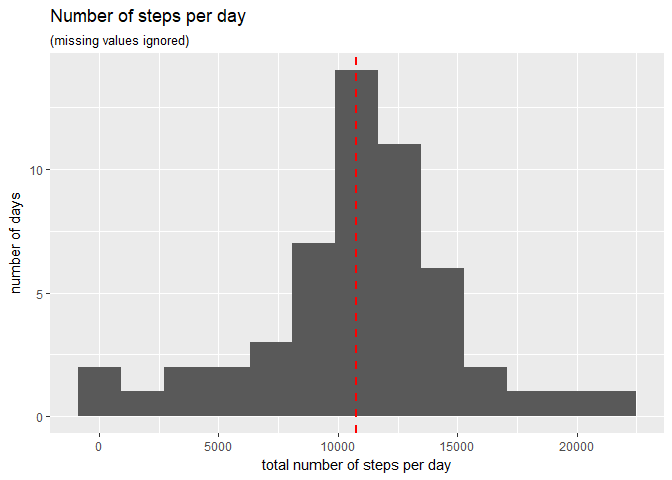 Number of steps per day
(missing values ignored)
number of days
10
5
0
0
5000
10000
15000
20000
total number of steps per day